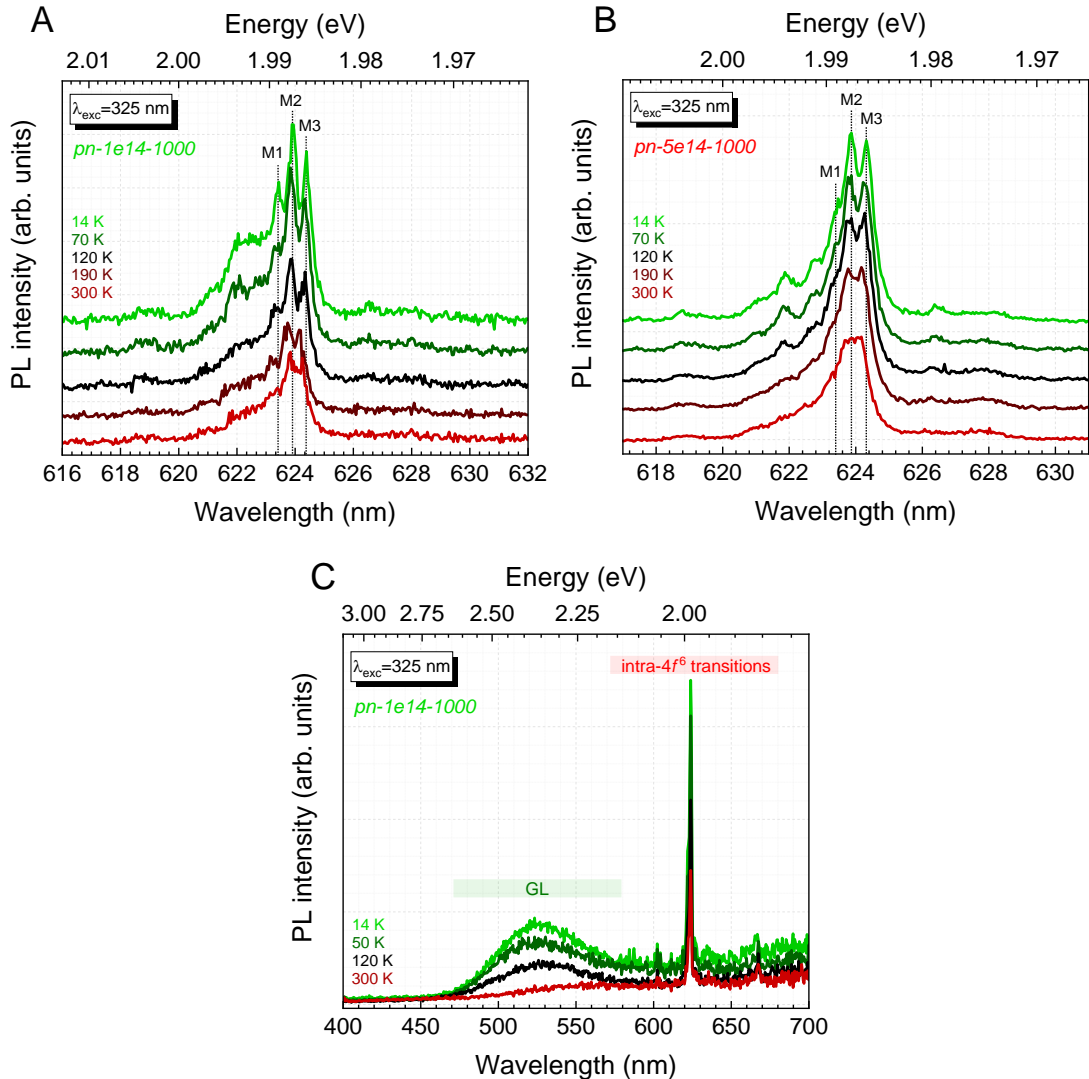 A
Energy (eV)
2.01 2.00 1.99 1.98 1.97
λexc=325 nm
pn-1e14-1000
M1
M2
M3
14 K
70 K
120 K
190 K
300 K
PL intensity (arb. units)
616 618 620 622 624 626 628 630 632
Wavelength (nm)
B
Energy (eV)
2.00 1.99 1.98 1.97
λexc=325 nm
pn-5e14-1000
M1
M2
M3
14 K
70 K
120 K
190 K
300 K
PL intensity (arb. units)
618 620 622 624 626 628 630
Wavelength (nm)
C
Energy (eV)
3.00 2.75 2.50 2.25 2.00
λexc=325 nm
pn-1e14-1000
intra-4f⁶ transitions
GL
14 K
50 K
120 K
300 K
PL intensity (arb. units)
400 450 500 550 600 650 700
Wavelength (nm)